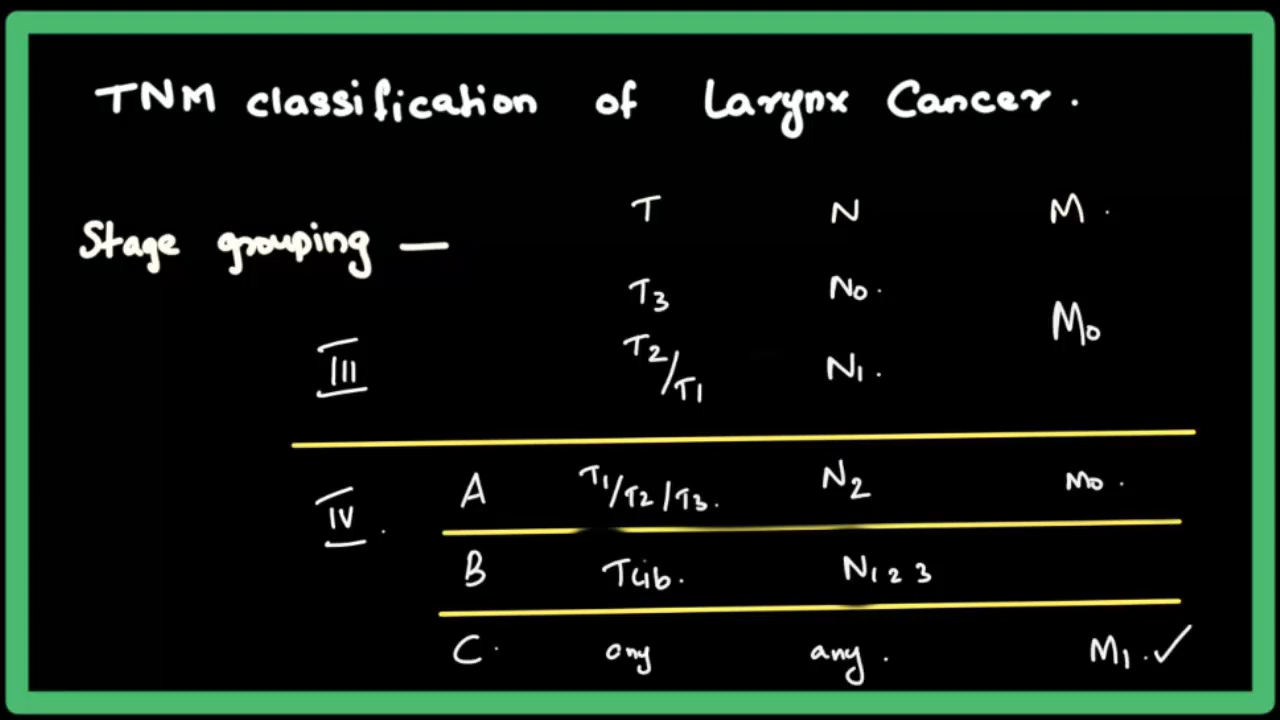 TNM classification of Larynx Cancer.
T N M.
Stage grouping —
T3 N0.
M0
III T2/T1 N1.
A T1/T2/T3. N2 M0.
IV.
B T4b. N1 2 3
C. any any. M1. ✓